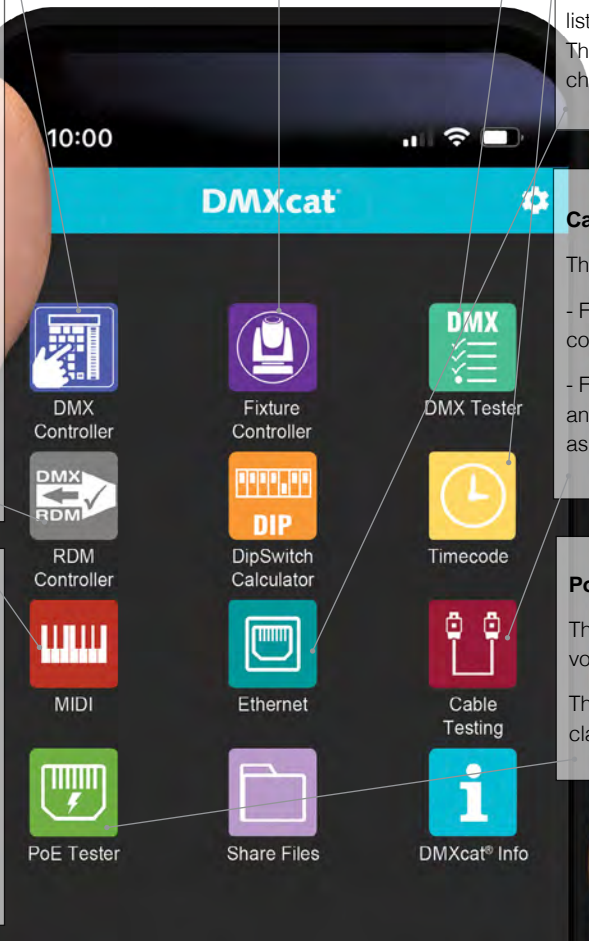 list
Th
ch
10:00
DMXcat®
Ca
Th
- F
co
- F
an
as
DMX
DMX
Controller
Fixture
Controller
DMX Tester
DMX
RDM
RDM
Controller
DIP
DipSwitch
Calculator
Timecode
Po
Th
vo
Th
cla
MIDI
Ethernet
Cable
Testing
PoE Tester
Share Files
DMXcat® Info